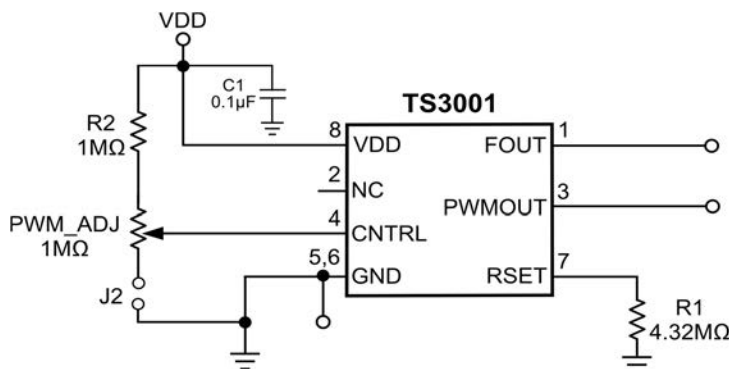 VDD
C1
0.1µF
R2
1MΩ
PWM_ADJ
1MΩ
J2
TS3001
8
VDD
2
NC
4
CNTRL
5,6
GND
FOUT
1
PWMOUT
3
RSET
7
R1
4.32MΩ